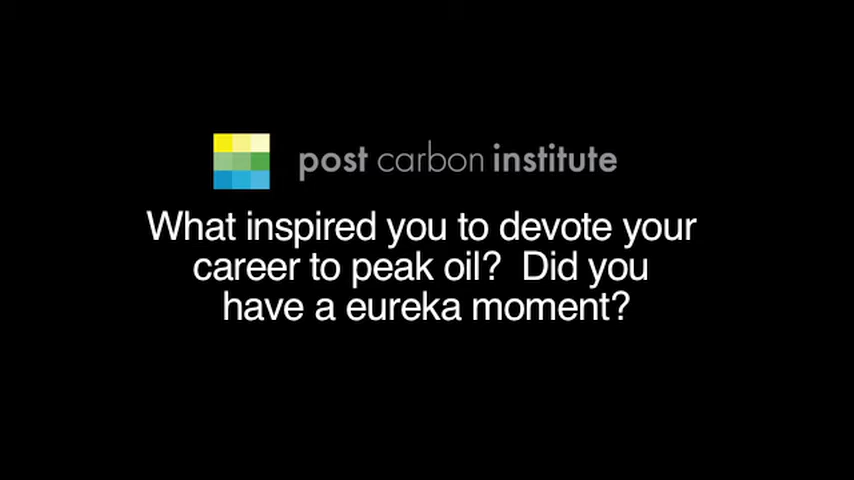 post carbon institute
What inspired you to devote your
career to peak oil?  Did you
have a eureka moment?